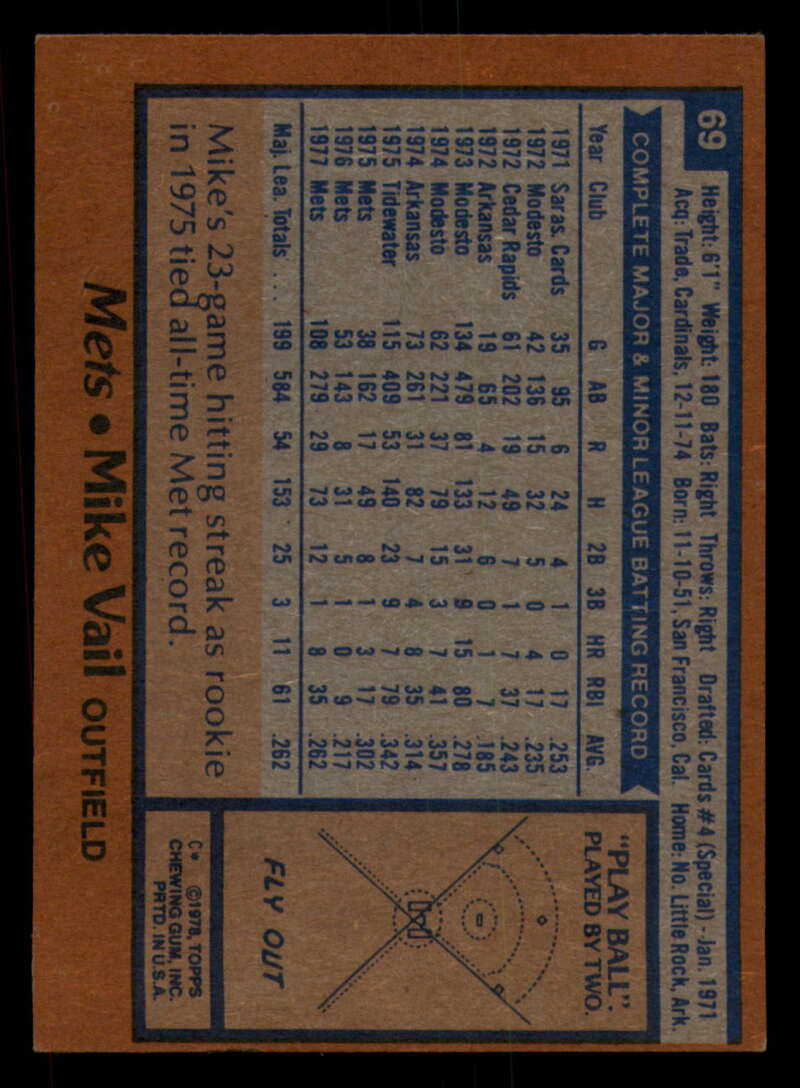 69
Height: 6'1" Weight: 180 Bats: Right Throws: Right Drafted: Cards #4 (Special) - Jan. 1971
Acq: Trade, Cardinals, 12-11-74 Born: 11-10-51, San Francisco, Cal. Home: No. Little Rock, Ark.
COMPLETE MAJOR & MINOR LEAGUE BATTING RECORD
Year Club G AB R H 2B 3B HR RBI AVG.
1971 Saras. Cards 35 95 6 24 4 1 0 17 .253
1972 Modesto 42 136 15 32 5 0 4 17 .235
1972 Cedar Rapids 61 202 19 49 7 1 7 37 .243
1972 Arkansas 19 65 4 12 6 0 1 7 .185
1973 Modesto 134 479 81 133 31 9 15 80 .278
1974 Modesto 62 221 37 79 15 3 7 41 .357
1974 Arkansas 73 261 31 82 7 4 8 35 .314
1975 Tidewater 115 409 53 140 23 9 7 79 .342
1975 Mets 38 162 17 49 8 1 3 17 .302
1976 Mets 53 143 8 31 5 1 0 9 .217
1977 Mets 108 279 29 73 12 1 8 35 .262
Maj. Lea. Totals . . . 199 584 54 153 25 3 11 61 .262
Mike's 23-game hitting streak as rookie
in 1975 tied all-time Met record.
"PLAY BALL":
PLAYED BY TWO.
FLY OUT
C* ©1978, TOPPS
CHEWING GUM, INC.
PRTD. IN U.S.A.
Mets • Mike Vail OUTFIELD